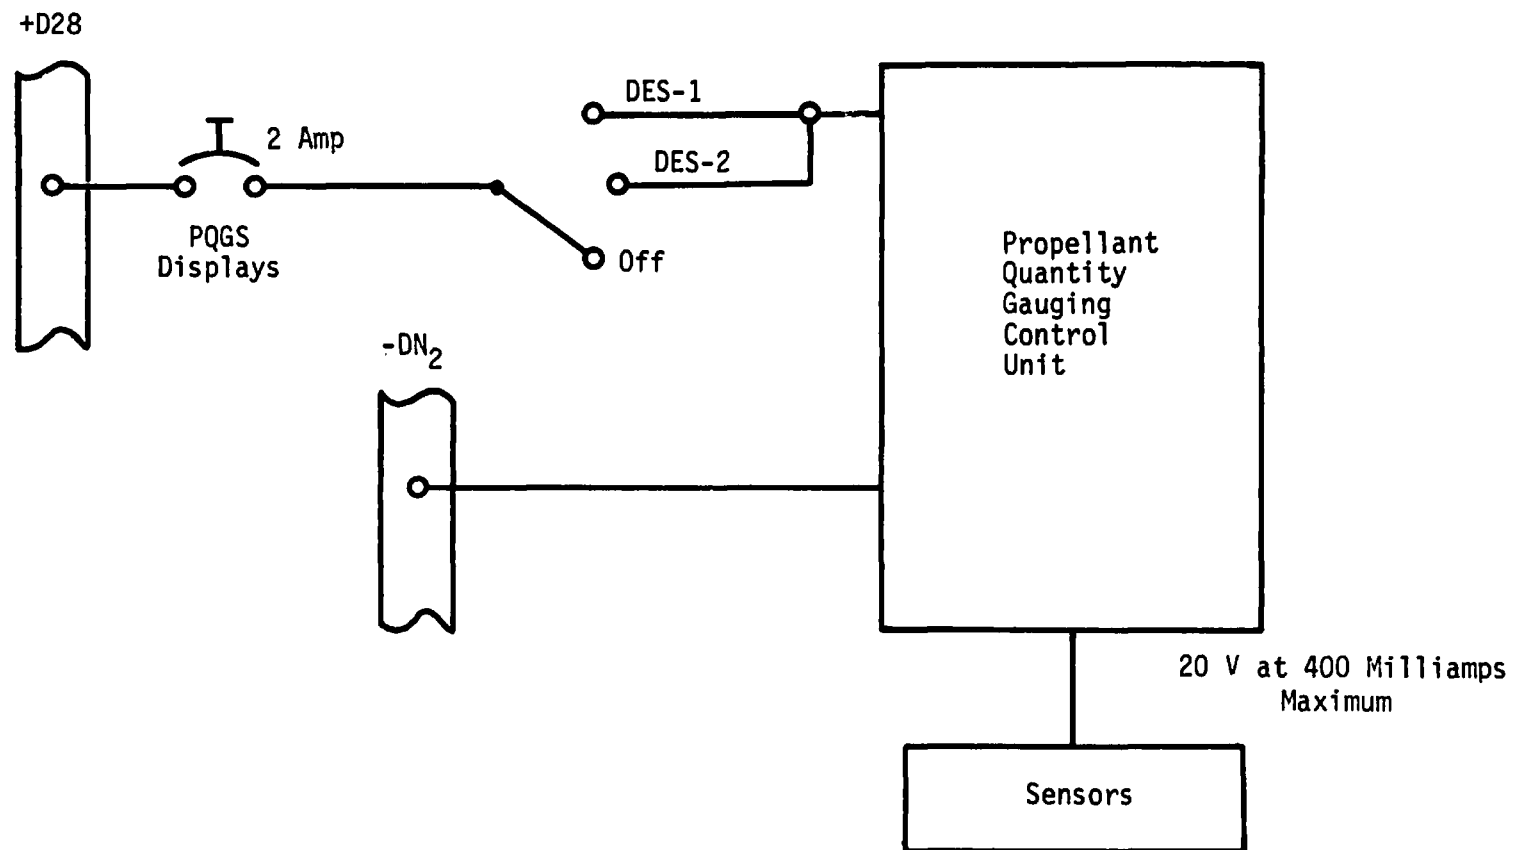 +D28
2 Amp
PQGS
Displays
DES-1
DES-2
Off
-DN2
Propellant
Quantity
Gauging
Control
Unit
20 V at 400 Milliamps
Maximum
Sensors